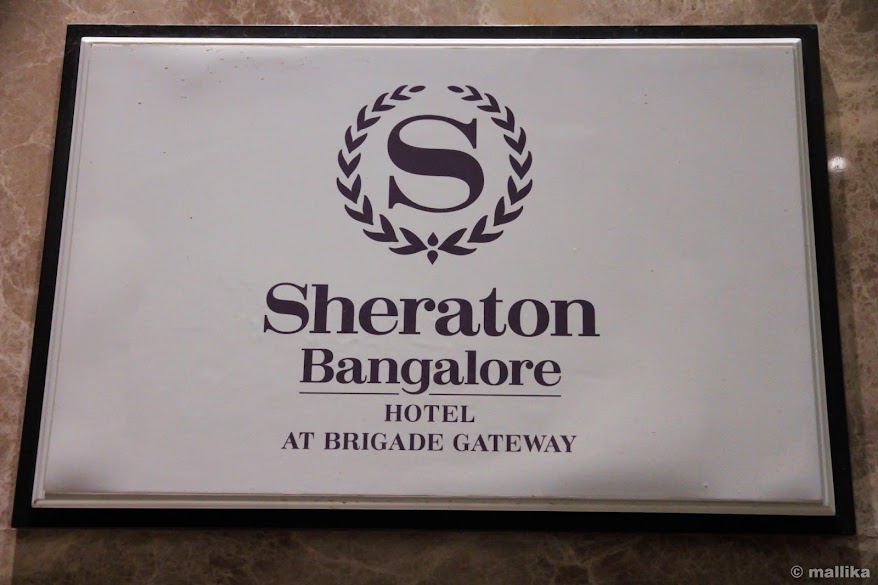 S
Sheraton
Bangalore
HOTEL
AT BRIGADE GATEWAY
© mallika